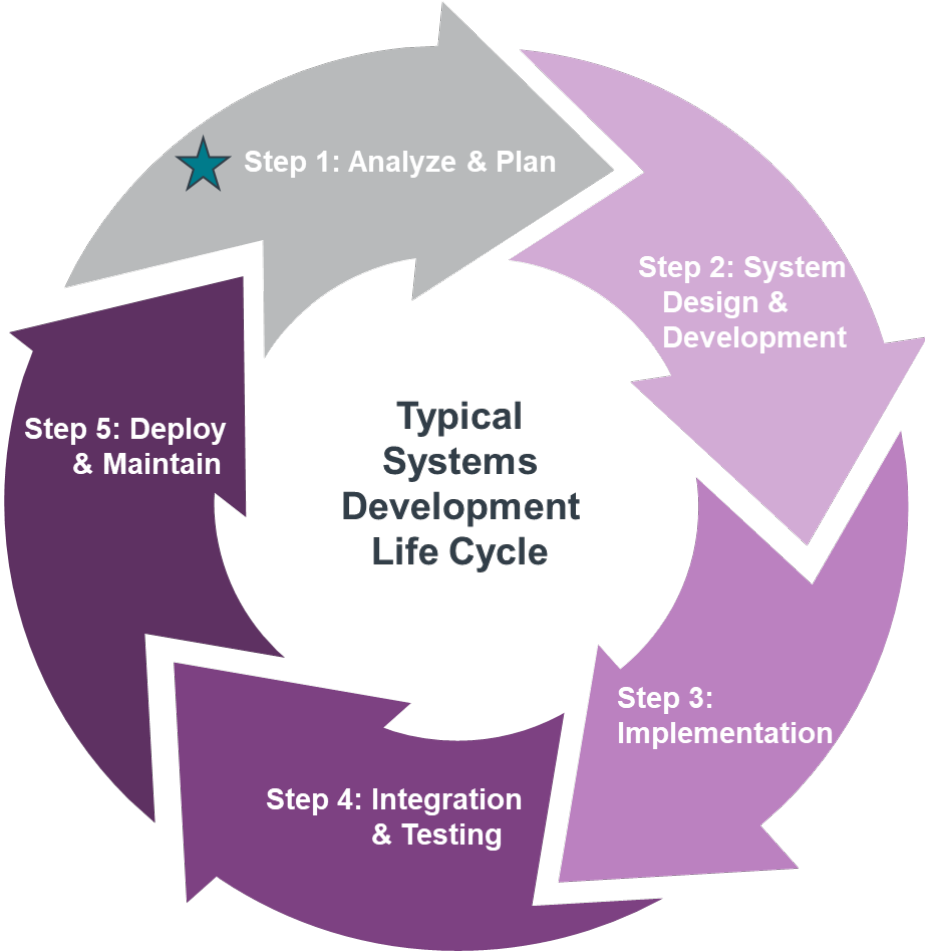 Step 1: Analyze & Plan
Step 2: System
Design &
Development
Step 3:
Implementation
Step 4: Integration
& Testing
Step 5: Deploy
& Maintain
Typical
Systems
Development
Life Cycle